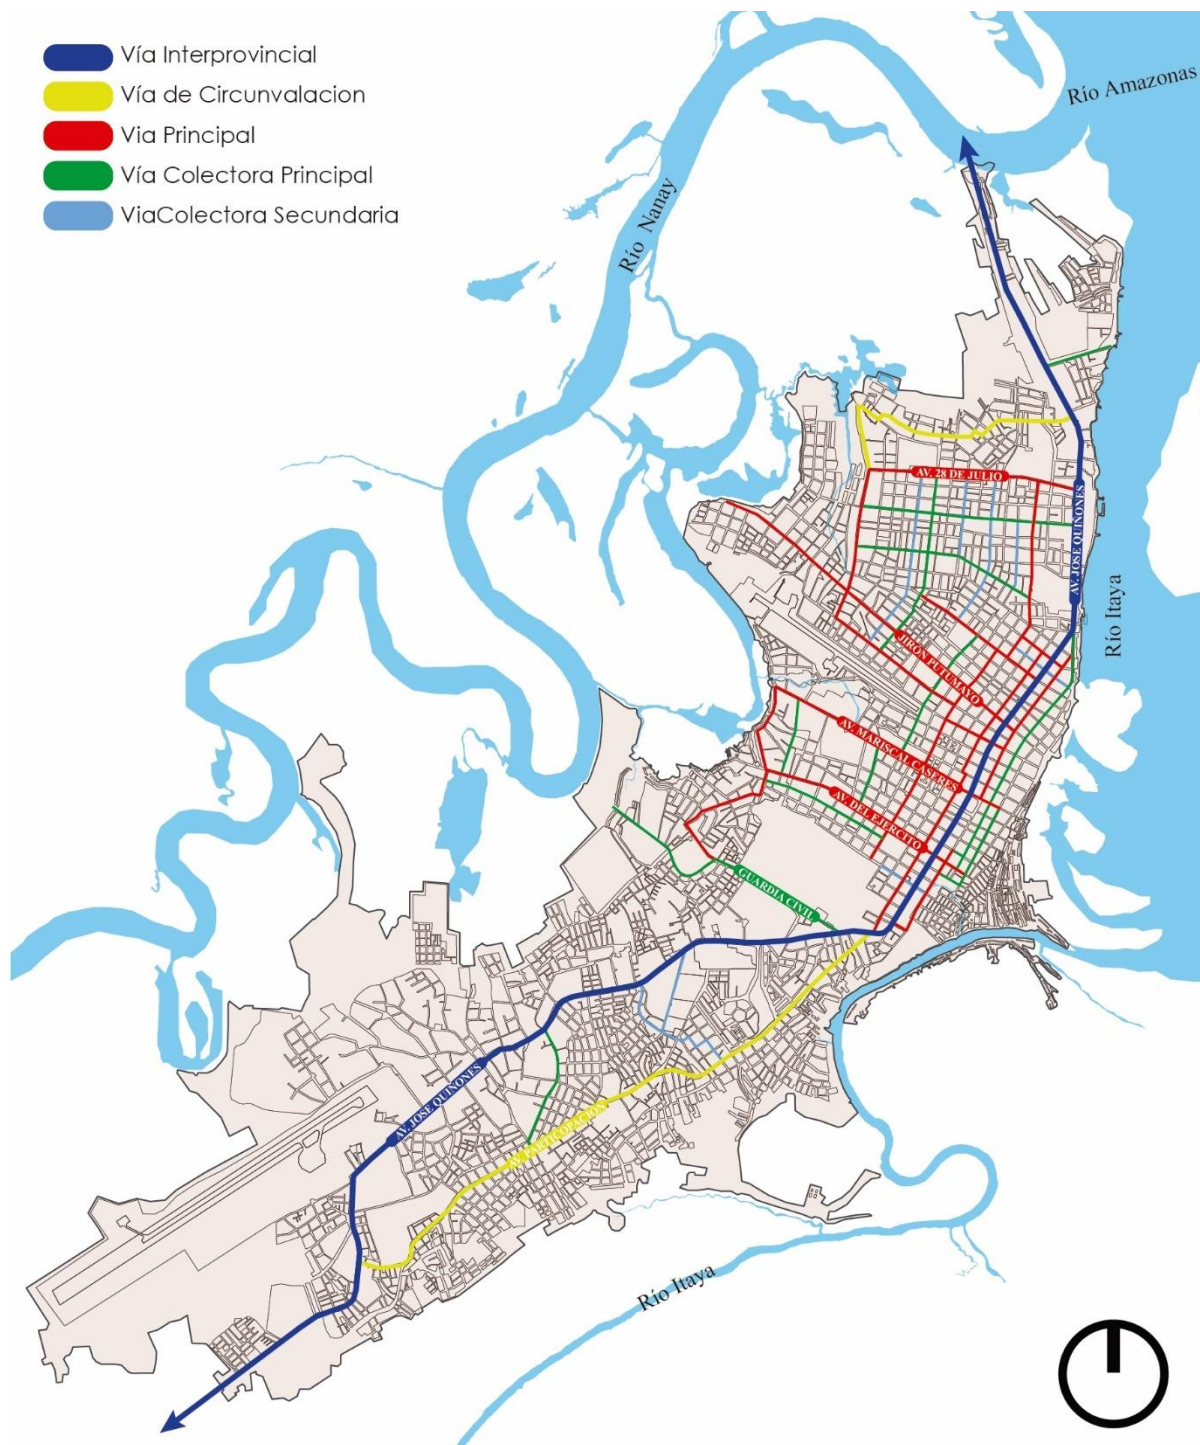 Vía Interprovincial
Vía de Circunvalacion
Via Principal
Vía Colectora Principal
ViaColectora Secundaria
Río Amazonas
Río Nanay
AV. 28 DE JULIO
AV. JOSE QUIÑONES
Río Itaya
JIRÓN PUTUMAYO
AV. MARISCAL CASERES
AV. DEL EJERCITO
GUARDIA CIVIL
AV. JOSE QUIÑONES
AV. PARTICOPACION
Río Itaya